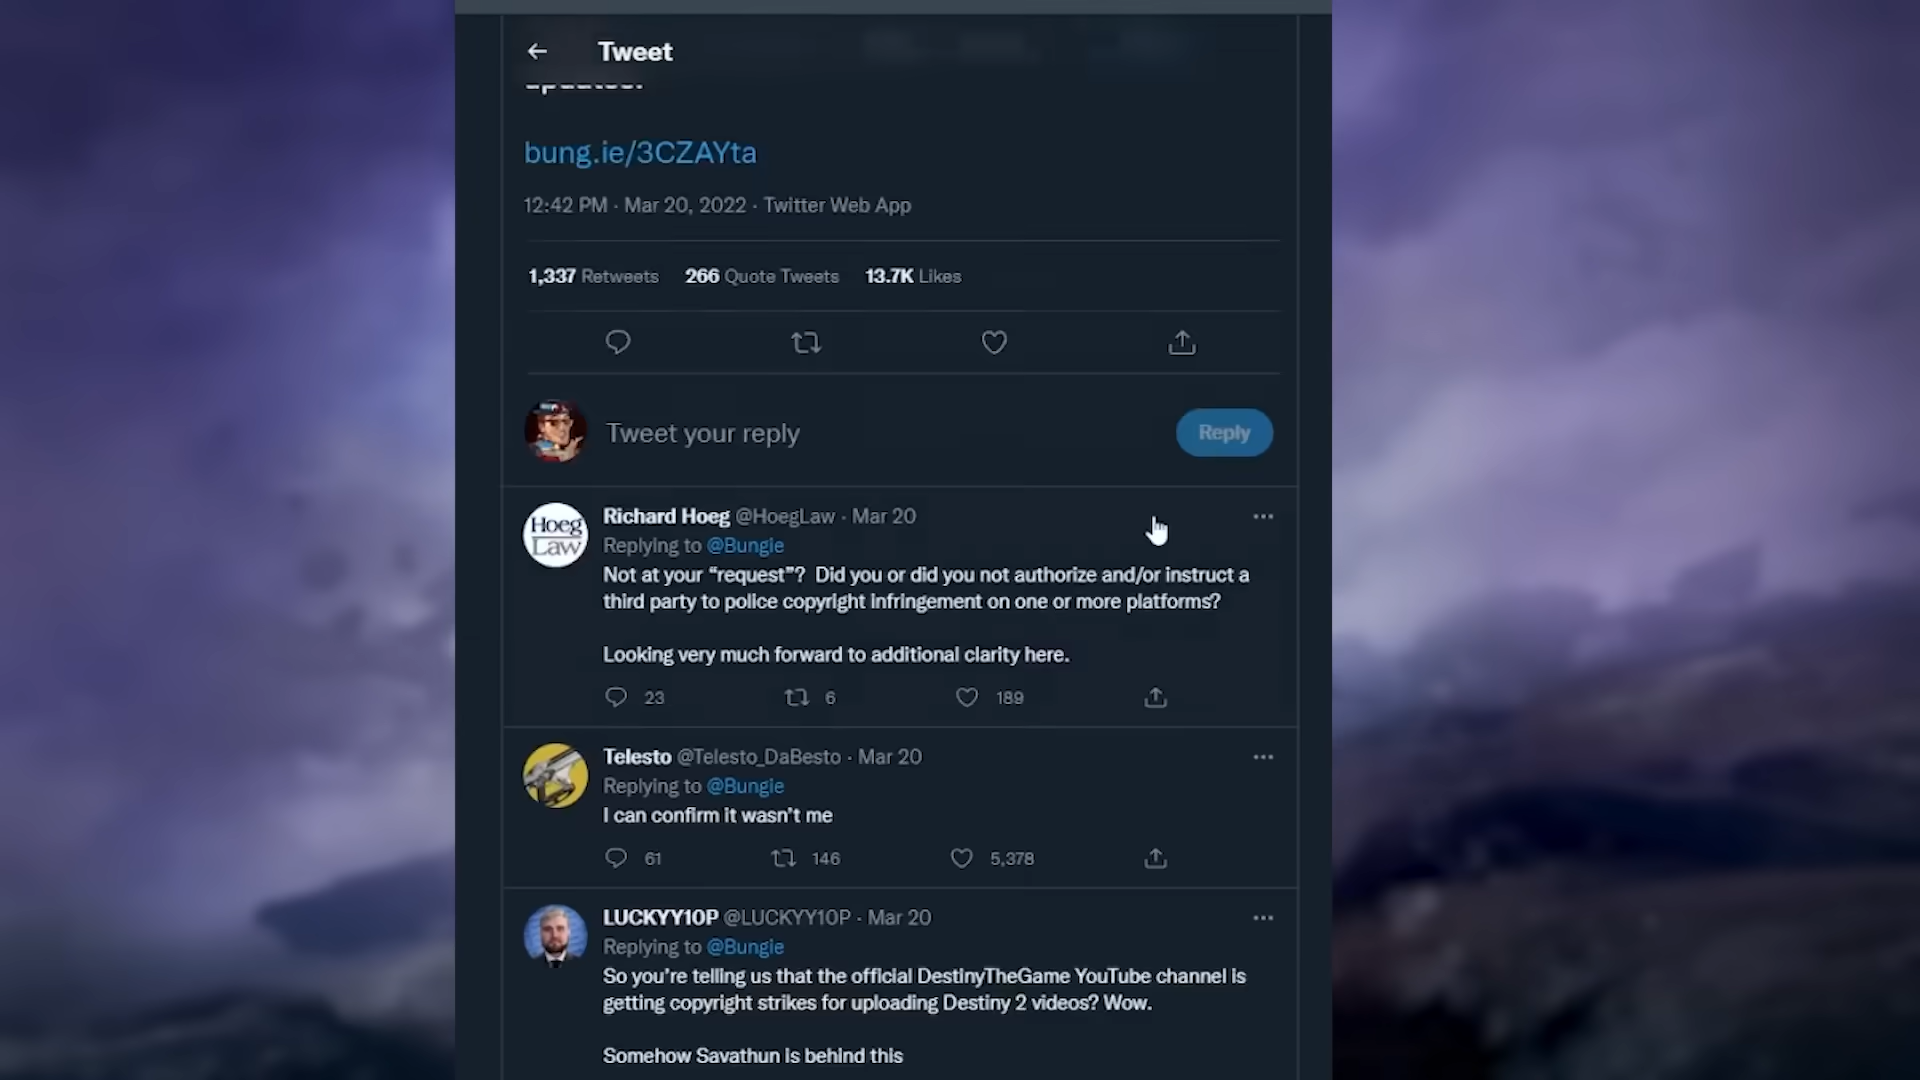 Tweet
bung.ie/3CZAYta
12:42 PM · Mar 20, 2022 · Twitter Web App
1,337 Retweets 266 Quote Tweets 13.7K Likes
Tweet your reply
Reply
Hoeg
Law
Richard Hoeg @HoegLaw · Mar 20
Replying to @Bungie
Not at your “request”? Did you or did you not authorize and/or instruct a
third party to police copyright infringement on one or more platforms?
Looking very much forward to additional clarity here.
23 6 189
Telesto @Telesto_DaBesto · Mar 20
Replying to @Bungie
I can confirm it wasn’t me
61 146 5,378
LUCKYY10P @LUCKYY10P · Mar 20
Replying to @Bungie
So you’re telling us that the official DestinyTheGame YouTube channel is
getting copyright strikes for uploading Destiny 2 videos? Wow.
Somehow Savathun is behind this